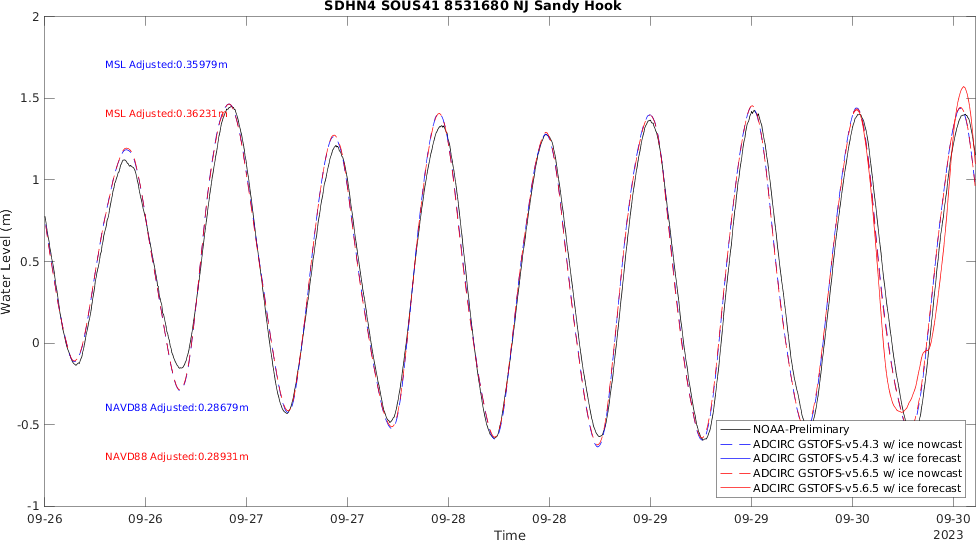 SDHN4 SOUS41 8531680 NJ Sandy Hook
2
MSL Adjusted:0.35979m
1.5
MSL Adjusted:0.36231m
1
0.5
Water Level (m)
0
NAVD88 Adjusted:0.28679m
-0.5
NAVD88 Adjusted:0.28931m
NOAA-Preliminary
ADCIRC GSTOFS-v5.4.3 w/ ice nowcast
ADCIRC GSTOFS-v5.4.3 w/ ice forecast
ADCIRC GSTOFS-v5.6.5 w/ ice nowcast
ADCIRC GSTOFS-v5.6.5 w/ ice forecast
-1
09-26 09-26 09-27 09-27 09-28 09-28 09-29 09-29 09-30 09-30
Time
2023